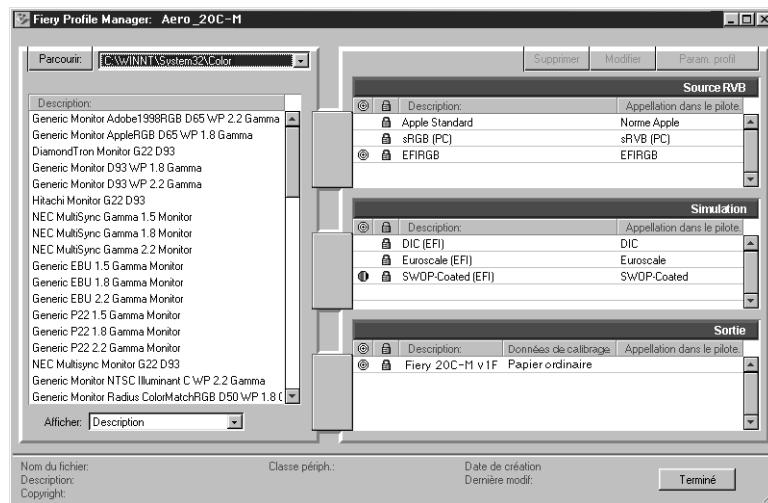 Fiery Profile Manager: Aero_20C-M
Parcourir:
C:\WINNT\System32\Color
Description:
Generic Monitor Adobe1998RGB D65 WP 2.2 Gamma
Generic Monitor AppleRGB D65 WP 1.8 Gamma
DiamondTron Monitor G22 D93
Generic Monitor D93 WP 1.8 Gamma
Generic Monitor D93 WP 2.2 Gamma
Hitachi Monitor G22 D93
NEC MultiSync Gamma 1.5 Monitor
NEC MultiSync Gamma 1.8 Monitor
NEC MultiSync Gamma 2.2 Monitor
Generic EBU 1.5 Gamma Monitor
Generic EBU 1.8 Gamma Monitor
Generic EBU 2.2 Gamma Monitor
Generic P22 1.5 Gamma Monitor
Generic P22 1.8 Gamma Monitor
Generic P22 2.2 Gamma Monitor
NEC Multisync Monitor G22 D93
Generic Monitor NTSC Illuminant C WP 2.2 Gamma
Generic Monitor Radius ColorMatchRGB D50 WP 1.8 (
Afficher: Description
Supprimer Modifier Param. profil
Source RVB
Description: Appellation dans le pilote.
Apple Standard Norme Apple
sRGB (PC) sRVB (PC)
EFIRGB EFIRGB
Simulation
Description: Appellation dans le pilote.
DIC (EFI) DIC
Euroscale (EFI) Euroscale
SWOP-Coated (EFI) SWOP-Coated
Sortie
Description: Données de calibrage Appellation dans le pilote.
Fiery 20C-M v1F Papier ordinaire
Nom du fichier: Classe périph.: Date de création
Description: Dernière modif:
Copyright:
Terminé